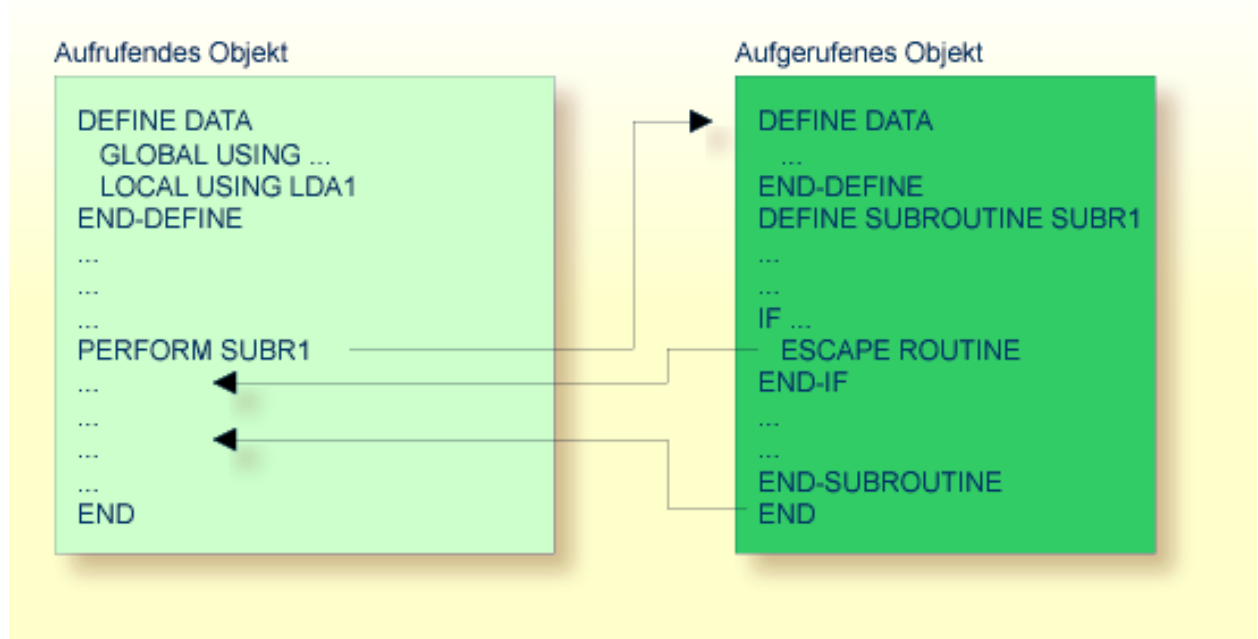 Aufrufendes Objekt
DEFINE DATA
GLOBAL USING ...
LOCAL USING LDA1
END-DEFINE
...
...
...
PERFORM SUBR1
...
...
...
...
END
Aufgerufenes Objekt
DEFINE DATA
...
END-DEFINE
DEFINE SUBROUTINE SUBR1
...
...
IF ...
ESCAPE ROUTINE
END-IF
...
...
END-SUBROUTINE
END